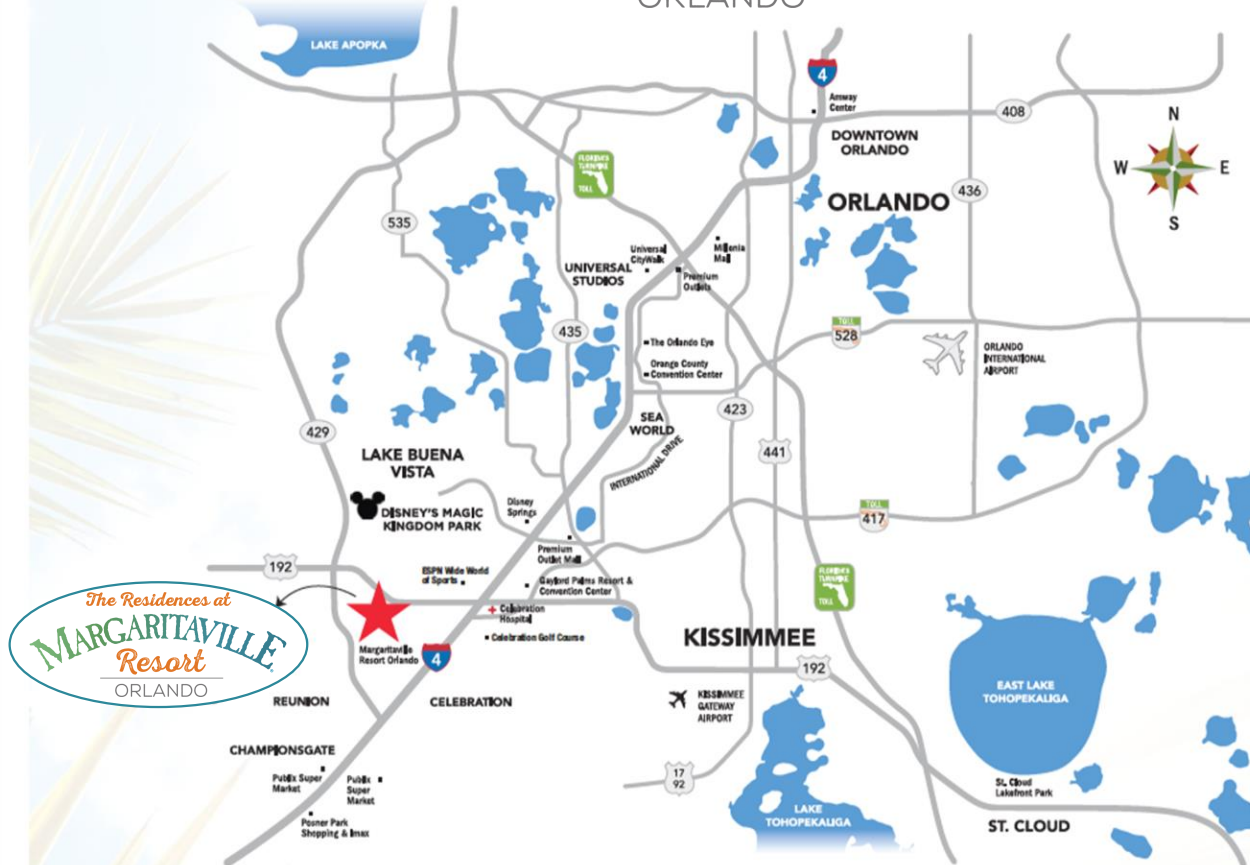 ORLANDO
LAKE APOPKA
4
Amway
Center
408
DOWNTOWN
ORLANDO
N
W
E
S
FLORIDA'S
TURNPIKE
TOLL
535
436
ORLANDO
Universal
CityWalk
Millenia
Mall
UNIVERSAL
STUDIOS
Premium
Outlets
435
TOLL
528
The Orlando Eye
ORLANDO
INTERNATIONAL
AIRPORT
Orange County
Convention Center
423
429
SEA
WORLD
441
LAKE BUENA
VISTA
INTERNATIONAL DRIVE
DISNEY'S MAGIC
KINGDOM PARK
Disney
Springs
TOLL
417
Premium
Outlet Mall
192
ESPN Wide World
of Sports
Gaylord Palms Resort &
Convention Center
FLORIDA'S
TURNPIKE
TOLL
The Residences at
MARGARITAVILLE
Resort
ORLANDO
Celebration
Hospital
Celebration Golf Course
KISSIMMEE
Margaritaville
Resort Orlando
4
192
REUNION
CELEBRATION
KISSIMMEE
GATEWAY
AIRPORT
EAST LAKE
TOHOPEKALIGA
CHAMPIONSGATE
Publix Super
Market
Publix
Super
Market
17
92
St. Cloud
Lakefront Park
Posner Park
Shopping & Imax
LAKE
TOHOPEKALIGA
ST. CLOUD